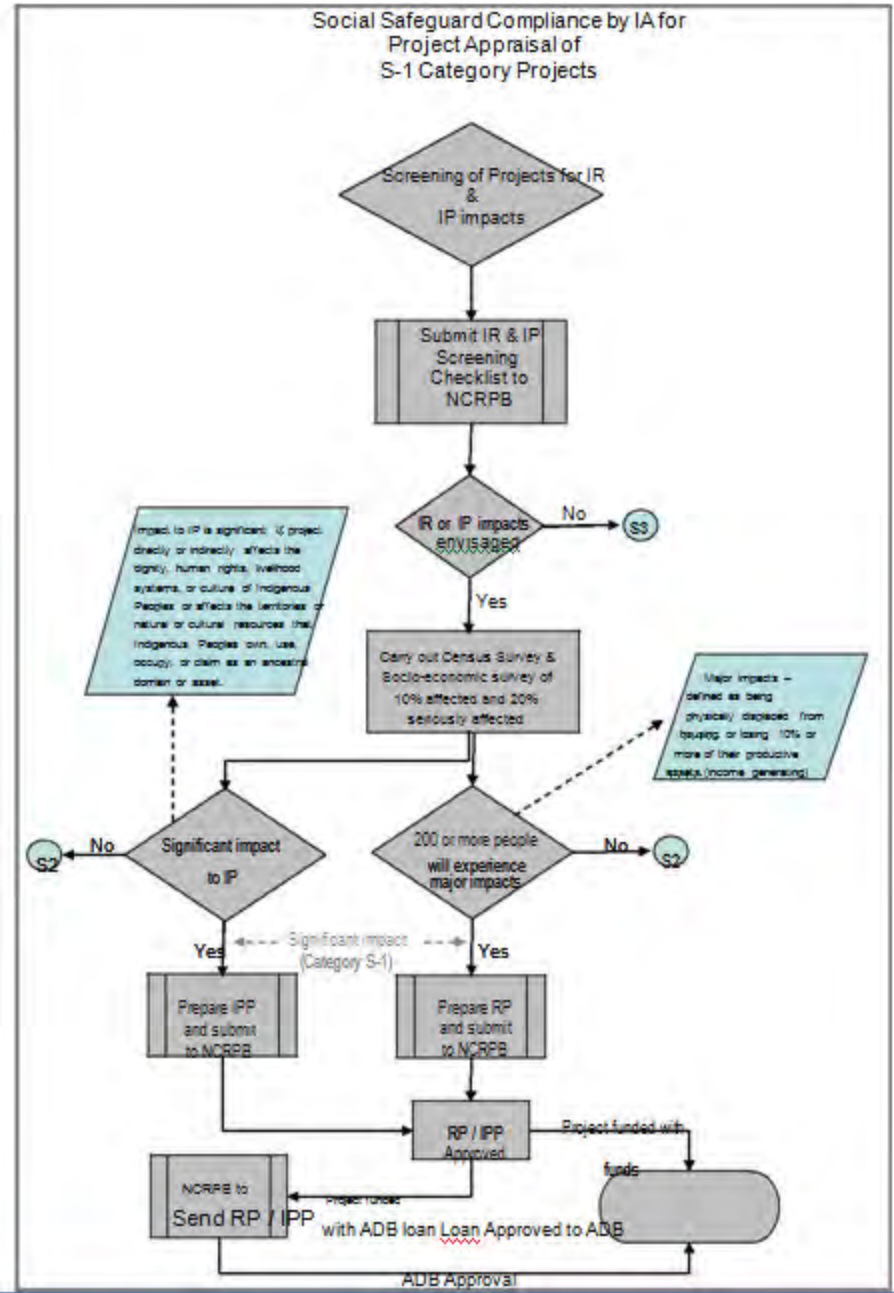 Social Safeguard Compliance by IA for
Project Appraisal of
S-1 Category Projects
Screening of Projects for IR
&
IP impacts
Submit IR & IP
Screening
Checklist to
NCRPB
IR or IP impacts
envisaged
No
S3
Yes
Impact to IP is significant, if project
directly or indirectly affects the
dignity, human rights, livelihood
systems, or culture of Indigenous
Peoples or affects the territories or
natural or cultural resources that
Indigenous Peoples own, use,
occupy, or claim as an ancestral
domain or asset.
Carry out Census Survey &
Socio-economic survey of
10% affected and 20%
seriously affected
Major impacts –
defined as being
physically displaced from
housing, or losing 10% or
more of their productive
assets (income generating)
S2
No
Significant impact
to IP
200 or more people
will experience
major impacts
No
S2
Yes
Significant impact
(Category S-1)
Yes
Prepare IPP
and submit
to NCRPB
Prepare RP
and submit
to NCRPB
RP / IPP
Approved
Project funded with
funds
NCRPB to
Send RP / IPP
Project funded
with ADB loan Loan Approved to ADB
ADB Approval